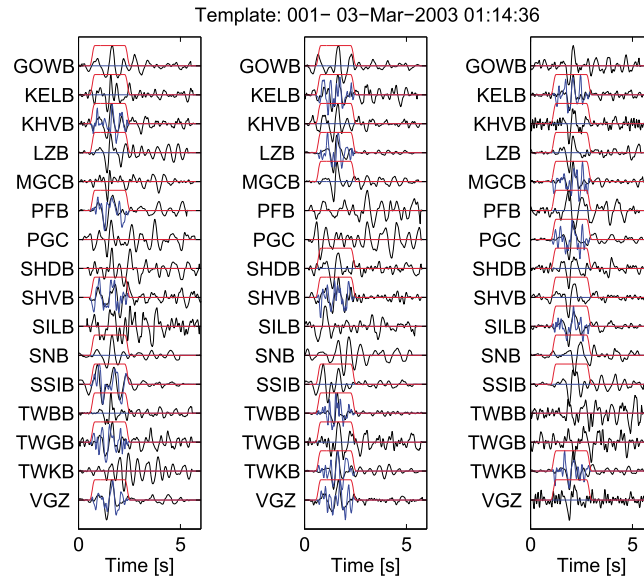 Template: 001− 03−Mar−2003 01:14:36
GOWB
KELB
KHVB
LZB
MGCB
PFB
PGC
SHDB
SHVB
SILB
SNB
SSIB
TWBB
TWGB
TWKB
VGZ
0 5
Time [s]
GOWB
KELB
KHVB
LZB
MGCB
PFB
PGC
SHDB
SHVB
SILB
SNB
SSIB
TWBB
TWGB
TWKB
VGZ
0 5
Time [s]
GOWB
KELB
KHVB
LZB
MGCB
PFB
PGC
SHDB
SHVB
SILB
SNB
SSIB
TWBB
TWGB
TWKB
VGZ
0 5
Time [s]